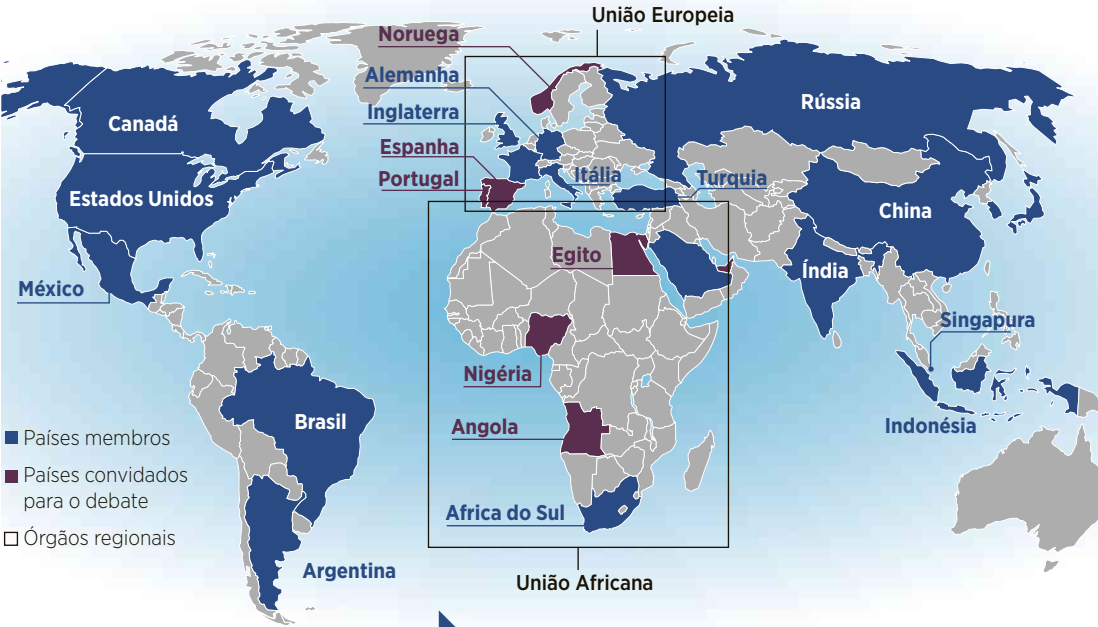 União Europeia
Noruega
Alemanha
Inglaterra
Espanha
Portugal
Itália
Turquia
Rússia
Canadá
Estados Unidos
México
China
Índia
Egito
Singapura
Nigéria
Angola
Indonésia
Brasil
Africa do Sul
Argentina
União Africana
Países membros
Países convidados
para o debate
Órgãos regionais